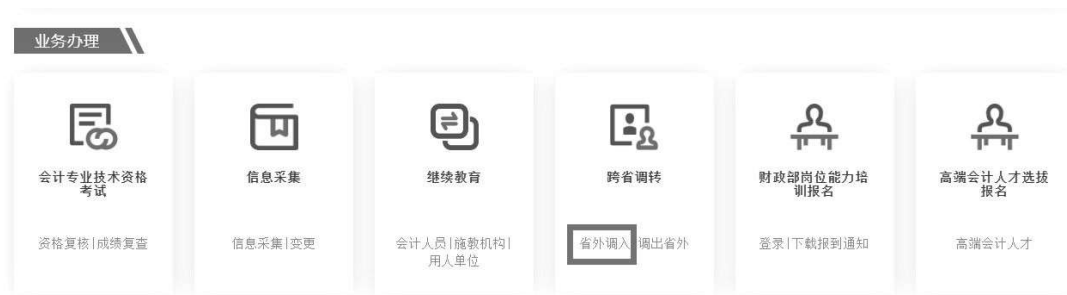 业务办理
会计专业技术资格
考试
信息采集
继续教育
跨省调转
财政部岗位能力培
训报名
高端会计人才选拔
报名
资格复核|成绩复查
信息采集|变更
会计人员|施教机构|
用人单位
省外调入|调出省外
登录|下载报到通知
高端会计人才